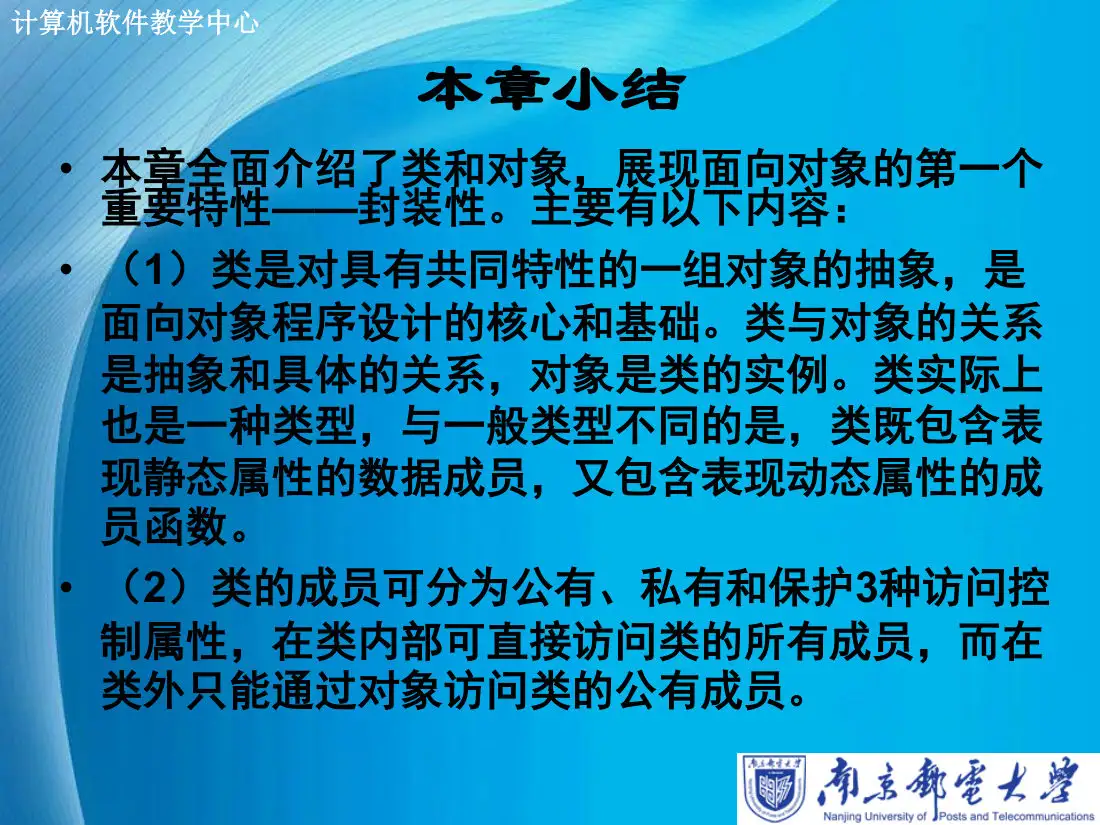 计算机软件教学中心
本章小结
• 本章全面介绍了类和对象，展现面向对象的第一个
重要特性——封装性。主要有以下内容：
• （1）类是对具有共同特性的一组对象的抽象，是
面向对象程序设计的核心和基础。类与对象的关系
是抽象和具体的关系，对象是类的实例。类实际上
也是一种类型，与一般类型不同的是，类既包含表
现静态属性的数据成员，又包含表现动态属性的成
员函数。
• （2）类的成员可分为公有、私有和保护3种访问控
制属性，在类内部可直接访问类的所有成员，而在
类外只能通过对象访问类的公有成员。
南京郵電大學
Nanjing University of Posts and Telecommunications